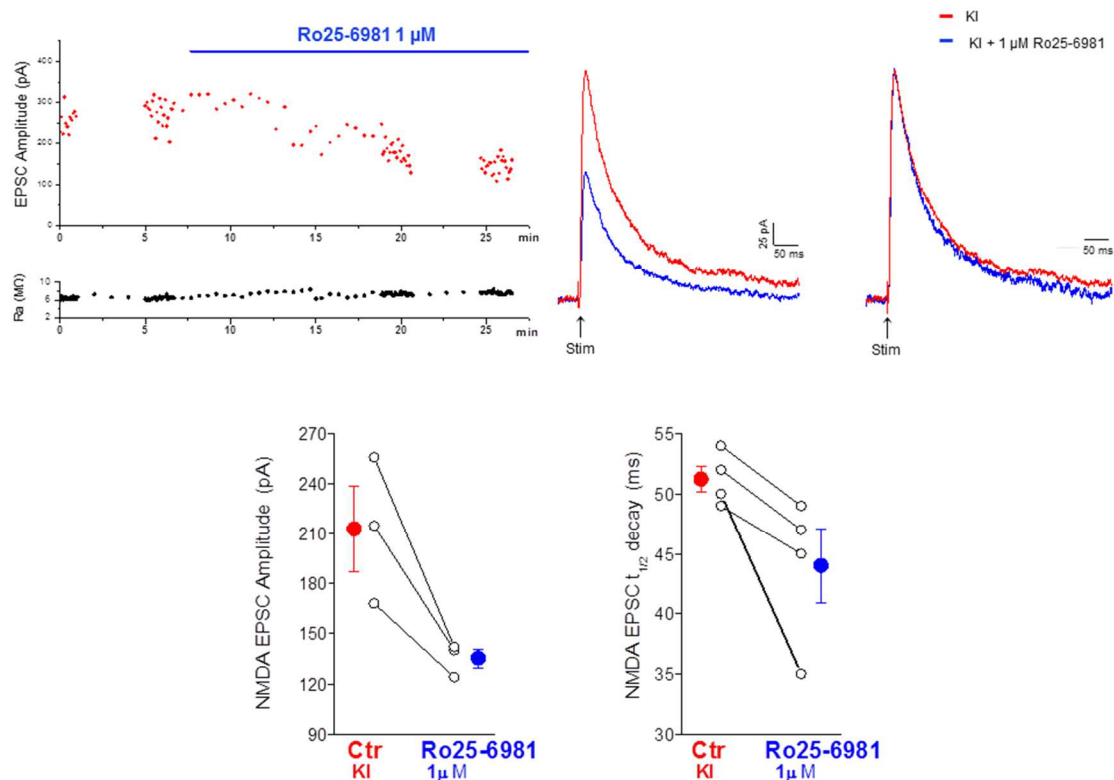 Ro25-6981 1 µM
EPSC Amplitude (pA)
400
300
200
100
0
0 5 10 15 20 25 min
Ra (MΩ)
10
6
2
0 5 10 15 20 25 min
KI
KI + 1 µM Ro25-6981
25 pA
50 ms
Stim
50 ms
Stim
NMDA EPSC Amplitude (pA)
270
240
210
180
150
120
90
Ctr Ro25-6981
KI 1µ M
NMDA EPSC t1/2 decay (ms)
55
50
45
40
35
30
Ctr Ro25-6981
KI 1µ M